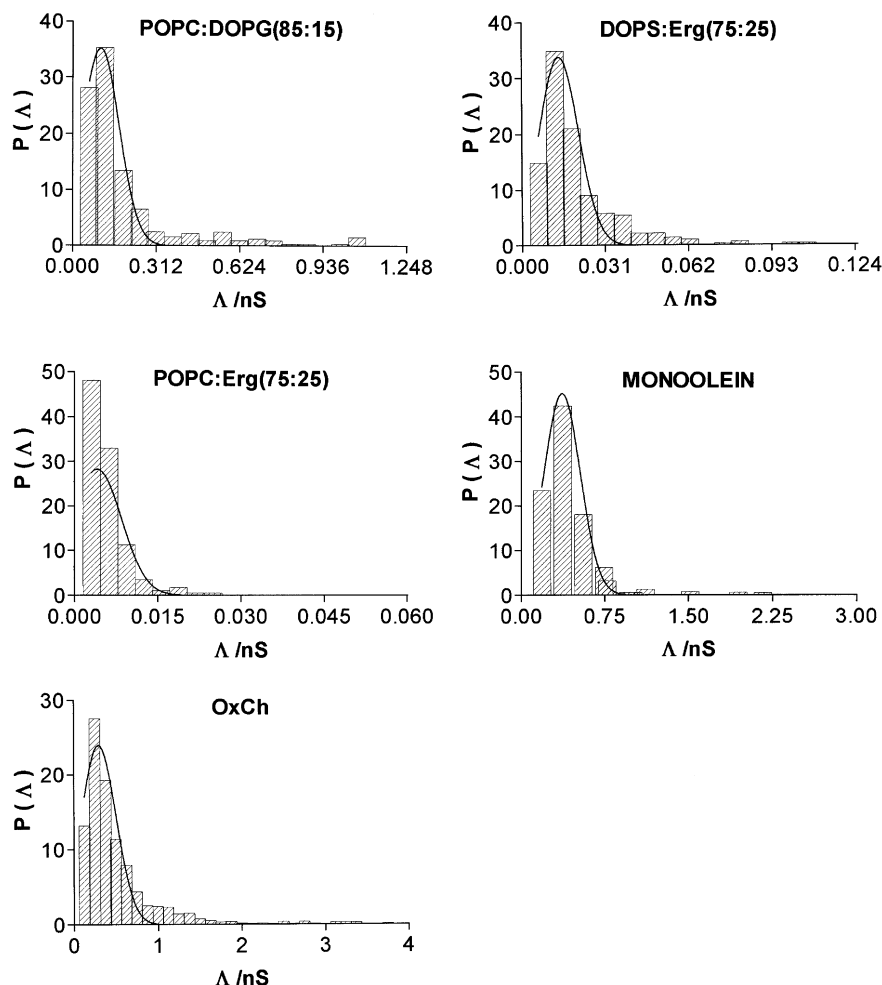 POPC:DOPG(85:15)
P(Λ)
40
30
20
10
0
0.000 0.312 0.624 0.936 1.248
Λ /nS
DOPS:Erg(75:25)
P(Λ)
40
30
20
10
0
0.000 0.031 0.062 0.093 0.124
Λ /nS
POPC:Erg(75:25)
P(Λ)
50
40
30
20
10
0
0.000 0.015 0.030 0.045 0.060
Λ /nS
MONOOLEIN
P(Λ)
50
40
30
20
10
0
0.00 0.75 1.50 2.25 3.00
Λ /nS
OxCh
P(Λ)
30
20
10
0
0 1 2 3 4
Λ /nS